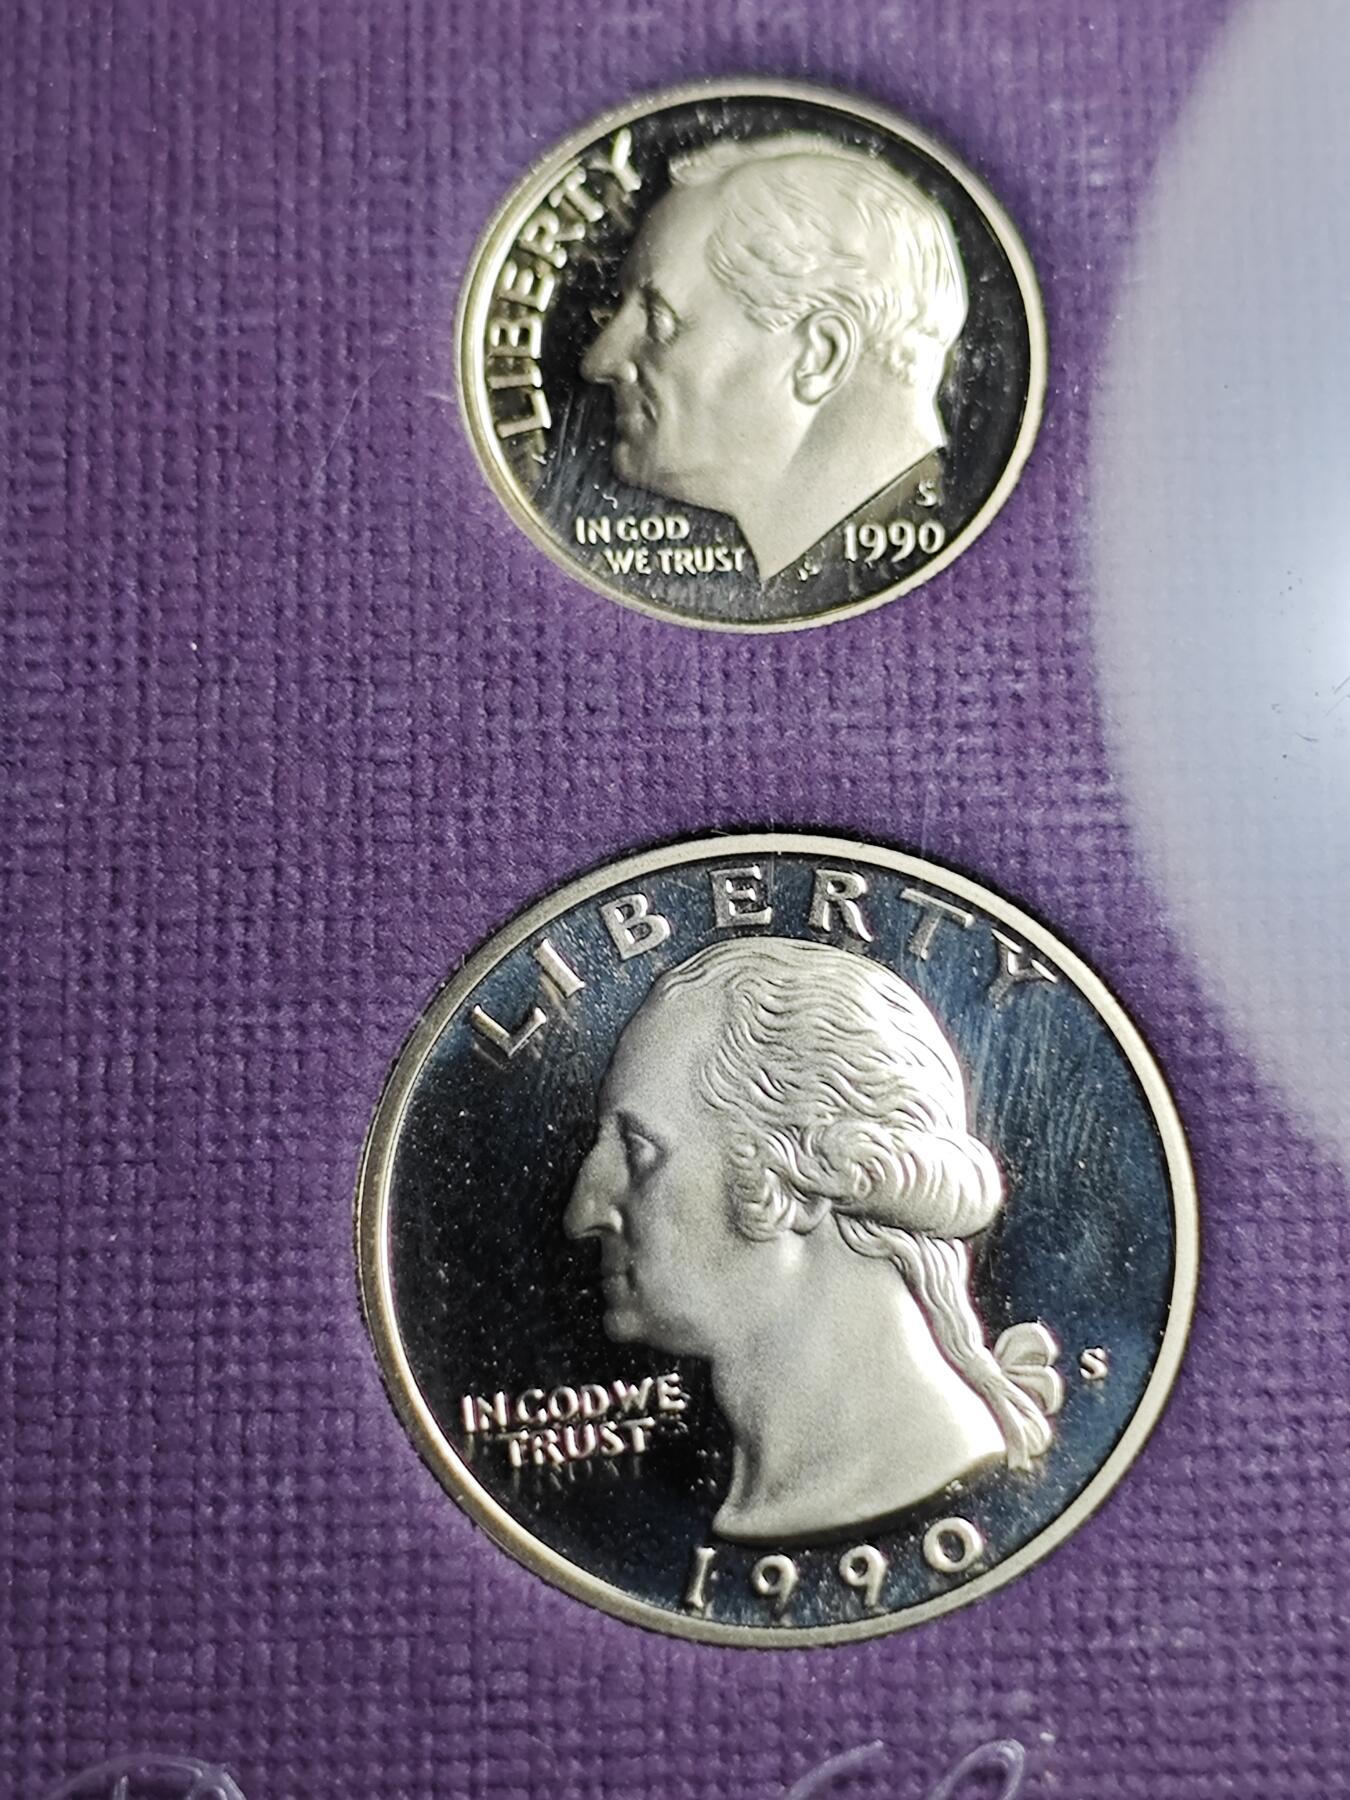 LIBERTY
IN GOD
WE TRUST
S
1990
LIBERTY
S
IN GOD WE
TRUST
1990